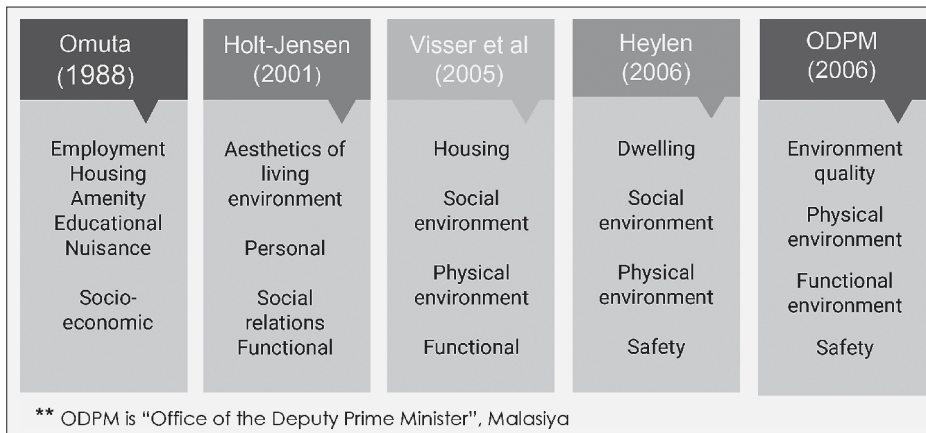 Omuta
(1988)
Employment
Housing
Amenity
Educational
Nuisance
Socio-
economic
Holt-Jensen
(2001)
Aesthetics of
living
environment
Personal
Social
relations
Functional
Visser et al
(2005)
Housing
Social
environment
Physical
environment
Functional
Heylen
(2006)
Dwelling
Social
environment
Physical
environment
Safety
ODPM
(2006)
Environment
quality
Physical
environment
Functional
environment
Safety
** ODPM is “Office of the Deputy Prime Minister”, Malasiya